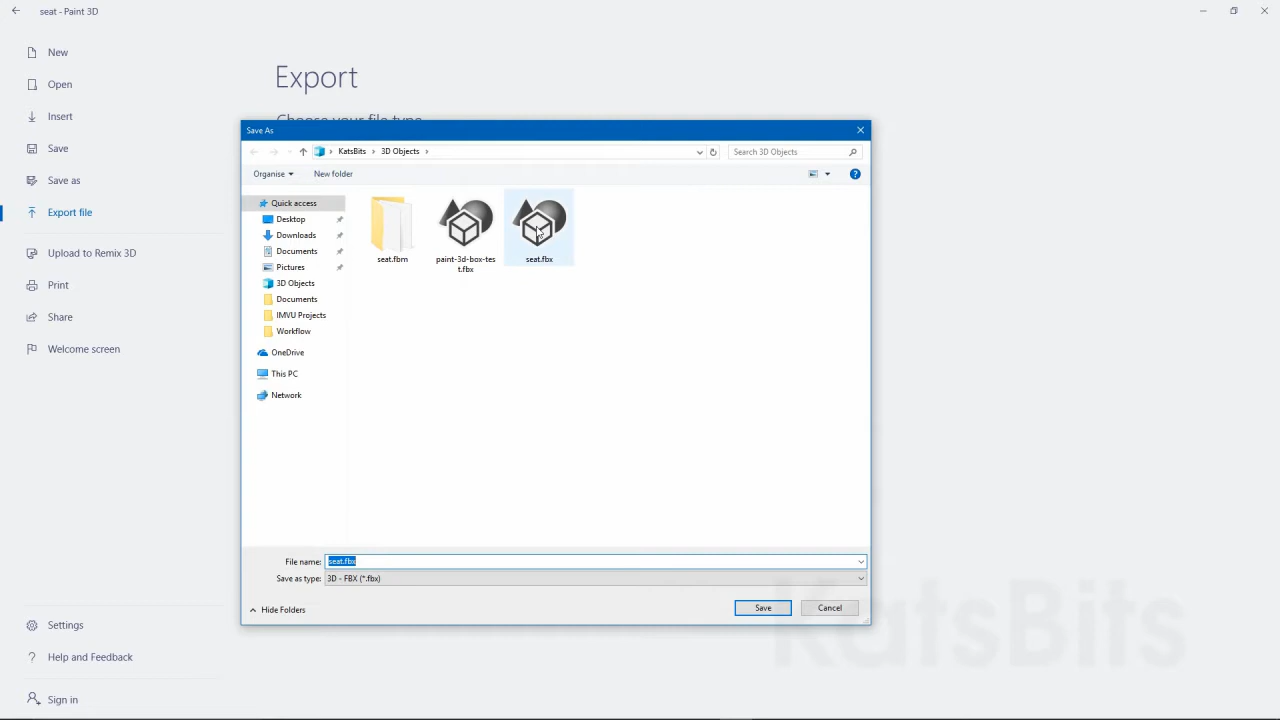 seat - Paint 3D
New
Open
Insert
Save
Save as
Export file
Upload to Remix 3D
Print
Share
Welcome screen
Settings
Help and Feedback
Sign in
Export
Choose your file type
Save As
KatsBits
3D Objects
Search 3D Objects
Organise
New folder
?
Quick access
Desktop
Downloads
Documents
Pictures
3D Objects
Documents
IMVU Projects
Workflow
OneDrive
This PC
Network
seat.fbm
paint-3d-box-tes
t.fbx
seat.fbx
File name: seat.fbx
Save as type: 3D - FBX (*.fbx)
Hide Folders
Save
Cancel
KatsBits